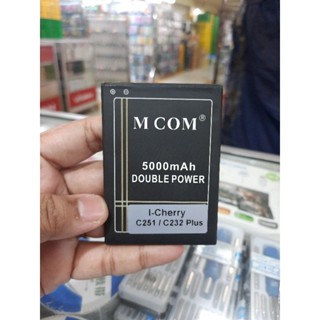 M COM®
5000mAh
DOUBLE POWER
I-Cherry
C251 / C232 Plus